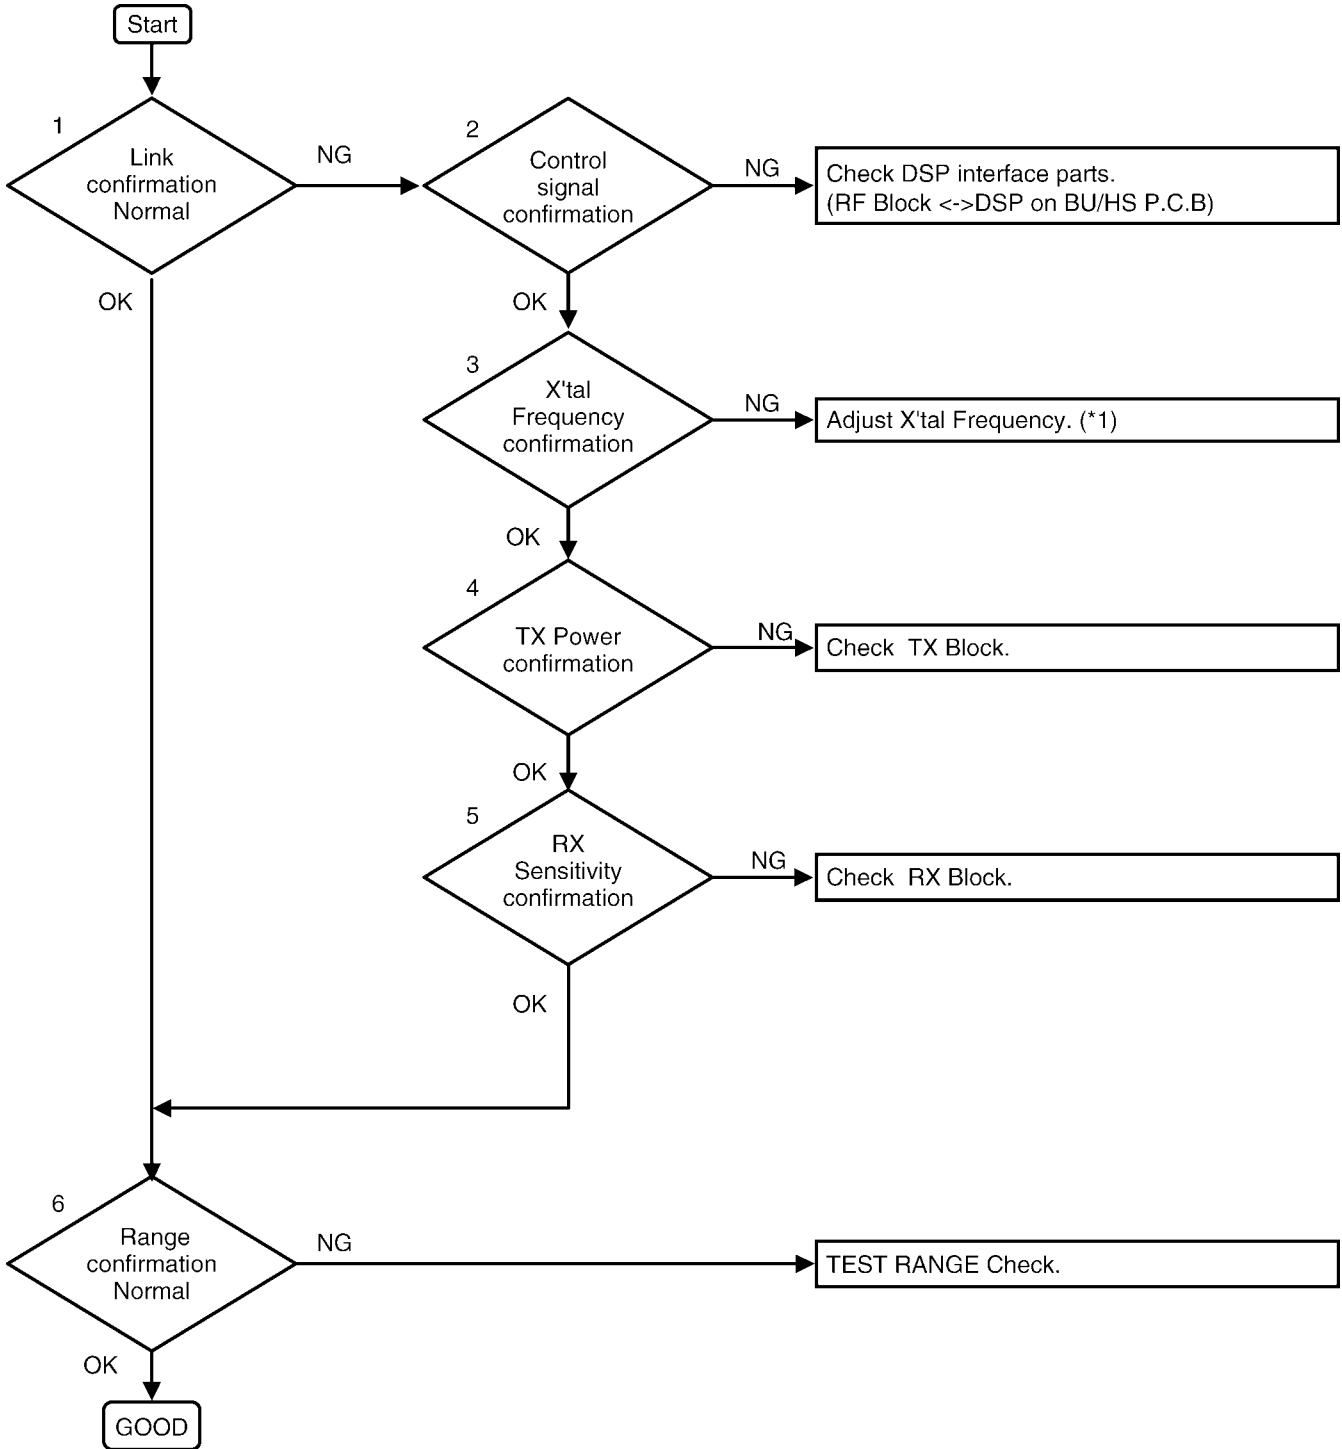 Start
1
Link
confirmation
Normal
NG
2
Control
signal
confirmation
NG
Check DSP interface parts.
(RF Block <->DSP on BU/HS P.C.B)
OK
OK
3
X'tal
Frequency
confirmation
NG
Adjust X'tal Frequency. (*1)
OK
4
TX Power
confirmation
NG
Check TX Block.
OK
5
RX
Sensitivity
confirmation
NG
Check RX Block.
OK
6
Range
confirmation
Normal
NG
TEST RANGE Check.
OK
GOOD